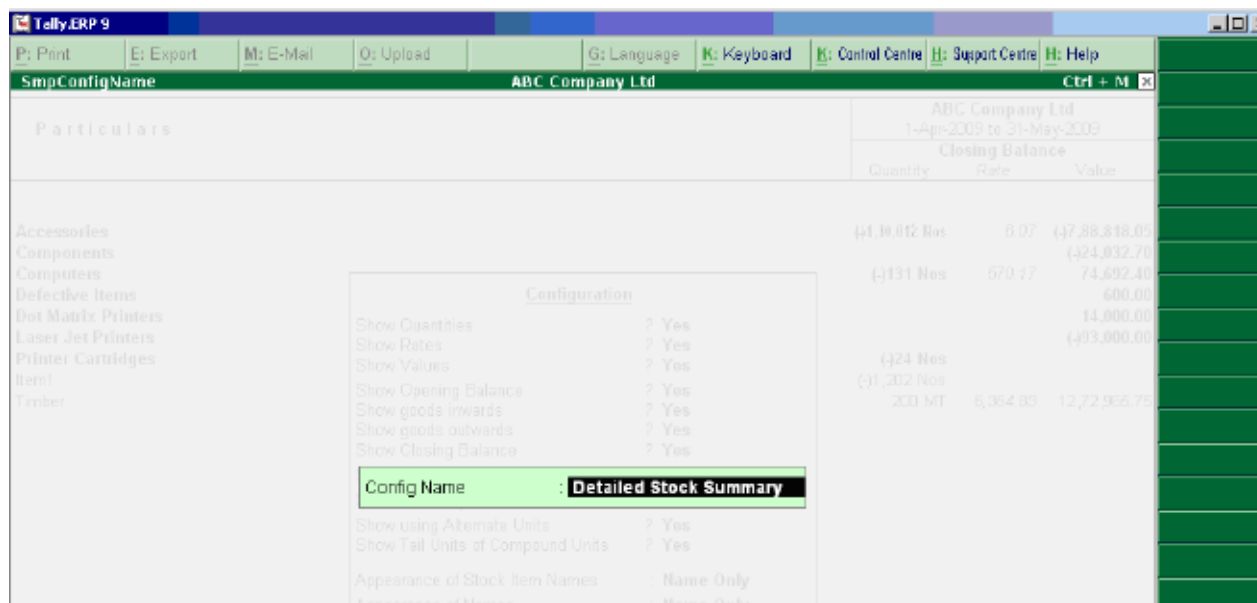 Tally.ERP 9
P: Print E: Export M: E-Mail O: Upload G: Language K: Keyboard K: Control Centre H: Support Centre H: Help
SmpConfigName ABC Company Ltd Ctrl + M
Particulars
ABC Company Ltd
1-Apr-2009 to 31-May-2009
Closing Balance
Quantity Rate Value
Accessories (-)1,10,012 Nos 6.97 (-)7,88,818.05
Components (-)24,032.70
Computers (-)131 Nos 570.17 74,692.40
Defective Items 600.00
Dot Matrix Printers 14,000.00
Laser Jet Printers (-)93,000.00
Printer Cartridges (-)24 Nos
Item1 (-)1,202 Nos
Timber 200 MT 6,364.83
Configuration
Show Quantities ? Yes
Show Rates ? Yes
Show Values ? Yes
Show Opening Balance ? Yes
Show goods inwards ? Yes
Show goods outwards ? Yes
Show Closing Balance ? Yes
Config Name : Detailed Stock Summary
Show using Alternate Units ? Yes
Show Tail Units of Compound Units ? Yes
Appearance of Stock Item Names : Name Only